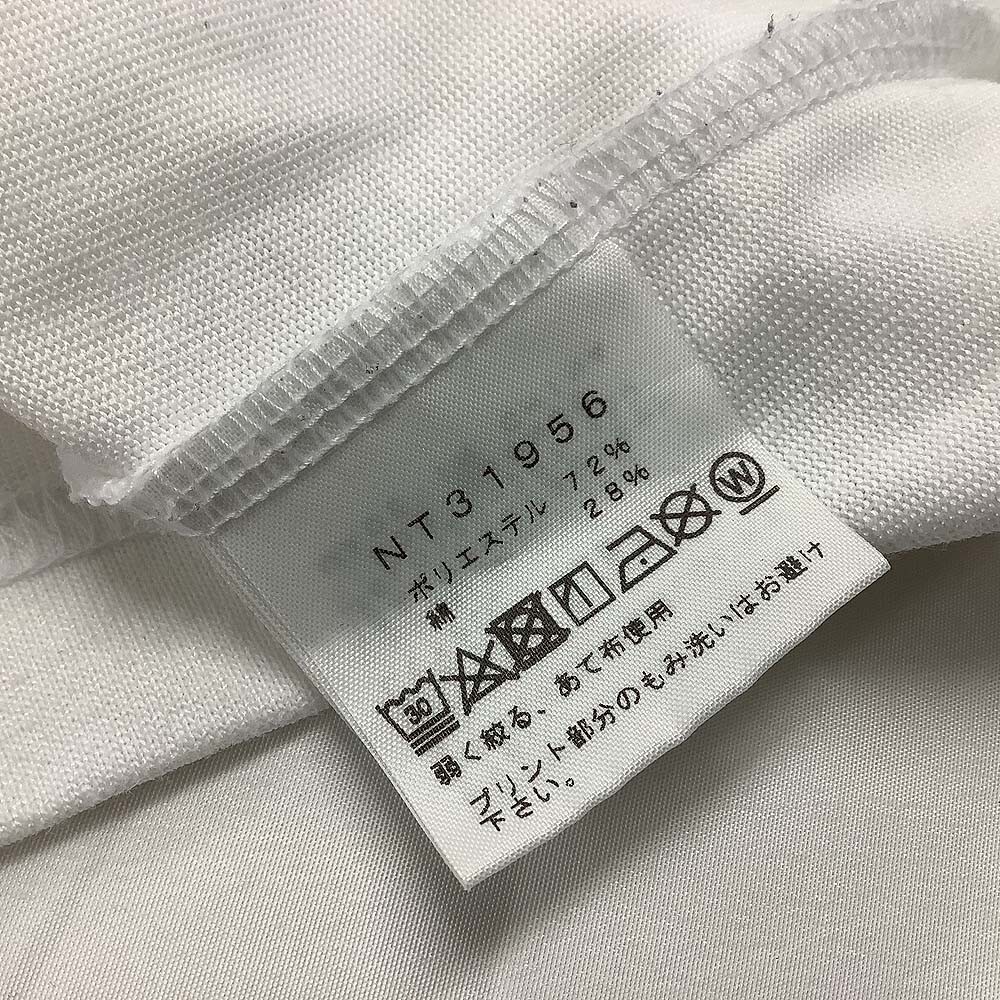 NT31956
ポリエステル 72%
綿 28%
30 W
弱く絞る、あて布使用
プリント部分のもみ洗いはお避け
下さい。